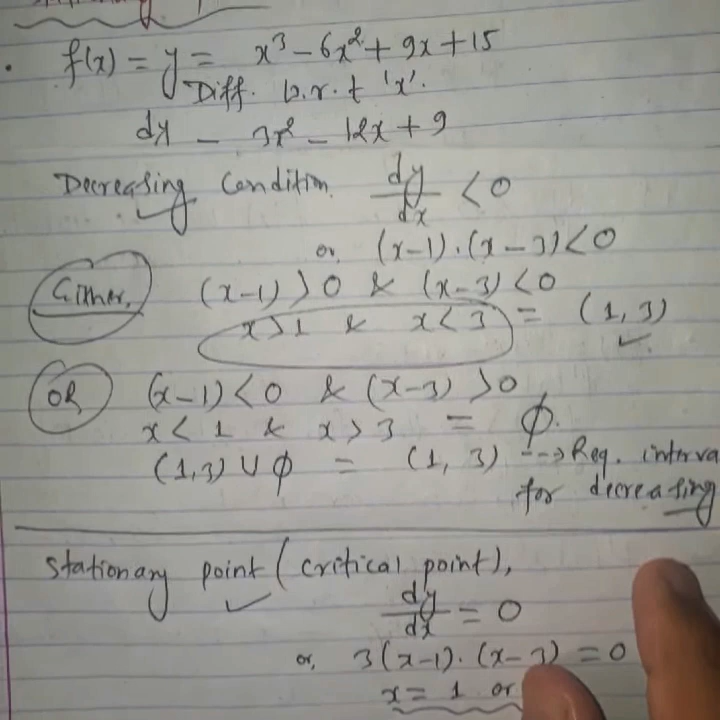 f(x) = y = x³ - 6x² + 9x + 15
Diff. w.r.t 'x'.
dy - 3x² - 12x + 9
Decreasing Condition. dy/dx < 0
or (x-1).(x-3) < 0
Either, (x-1) > 0 & (x-3) < 0
x > 1 & x < 3 = (1, 3)
OR (x-1) < 0 & (x-3) > 0
x < 1 & x > 3 = ϕ.
(1,3) ∪ ϕ = (1, 3) --→ Req. interva
for decreasing
Stationary point (critical point),
dy/dx = 0
or, 3(x-1).(x-3) = 0
x = 1 or